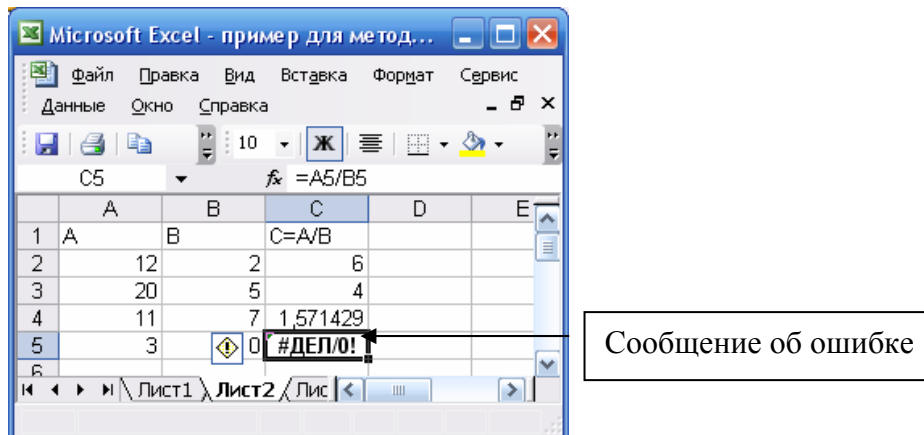 Microsoft Excel - пример для метод...
Файл Правка Вид Вставка Формат Сервис
Данные Окно Справка
10 Ж
C5 fx =A5/B5
A B C D E
1 A B C=A/B
2 12 2 6
3 20 5 4
4 11 7 1,571429
5 3 0 #ДЕЛ/0!
6
Лист1 Лист2 Лис
Сообщение об ошибке